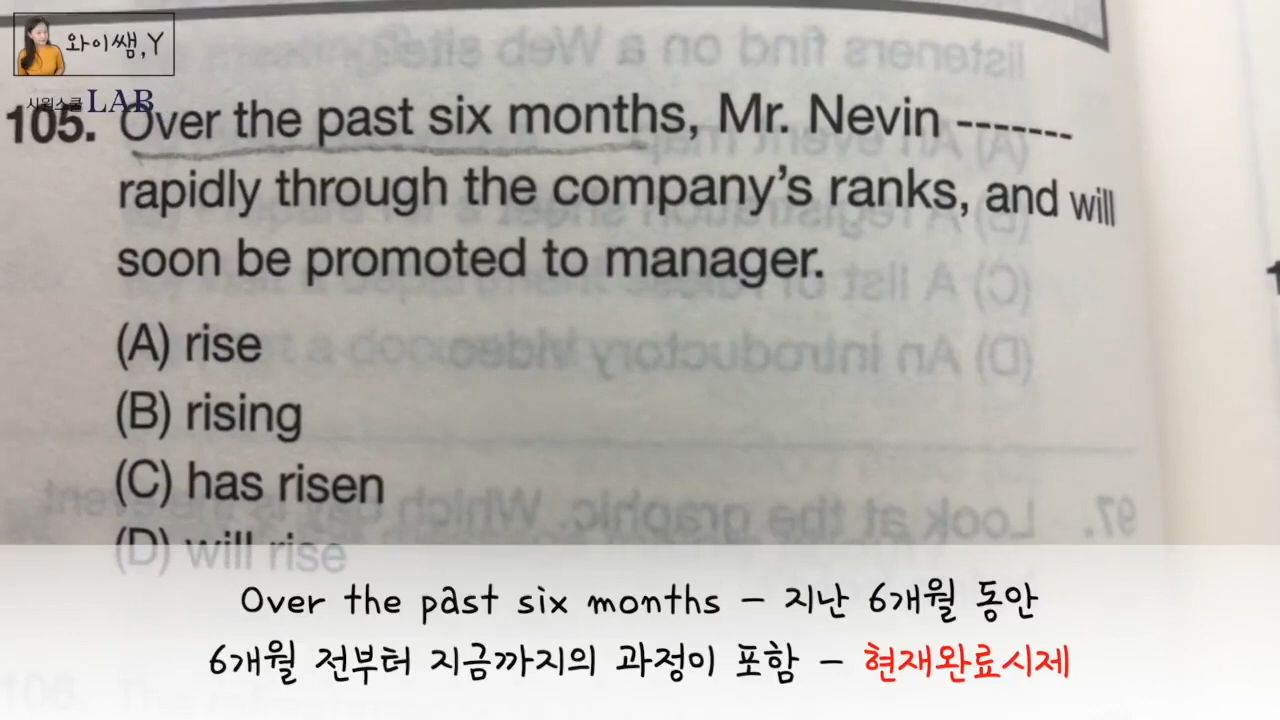 와이쌤,Y
시원스쿨LAB
105. Over the past six months, Mr. Nevin -------
rapidly through the company's ranks, and will
soon be promoted to manager.
(A) rise
(B) rising
(C) has risen
(D) will rise
Over the past six months – 지난 6개월 동안
6개월 전부터 지금까지의 과정이 포함 – 현재완료시제